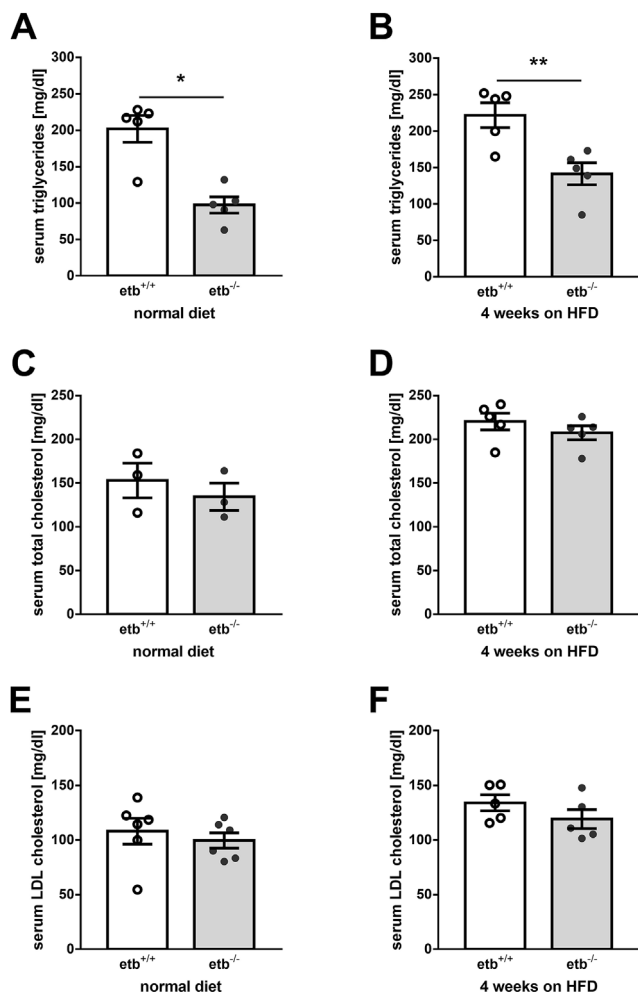 A
B
serum triglycerides [mg/dl]
250
200
150
100
50
0
*
etb+/+
etb-/-
normal diet
serum triglycerides [mg/dl]
300
250
200
150
100
50
0
**
etb+/+
etb-/-
4 weeks on HFD
C
D
serum total cholesterol [mg/dl]
250
200
150
100
50
0
etb+/+
etb-/-
normal diet
serum total cholesterol [mg/dl]
250
200
150
100
50
0
etb+/+
etb-/-
4 weeks on HFD
E
F
serum LDL cholesterol [mg/dl]
200
150
100
50
0
etb+/+
etb-/-
normal diet
serum LDL cholesterol [mg/dl]
200
150
100
50
0
etb+/+
etb-/-
4 weeks on HFD